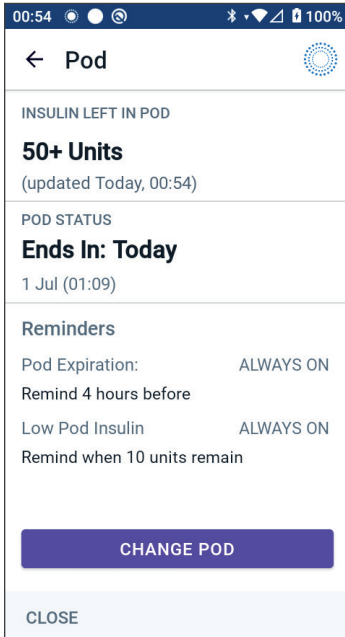 00:54 100%
Pod
INSULIN LEFT IN POD
50+ Units
(updated Today, 00:54)
POD STATUS
Ends In: Today
1 Jul (01:09)
Reminders
Pod Expiration: ALWAYS ON
Remind 4 hours before
Low Pod Insulin ALWAYS ON
Remind when 10 units remain
CHANGE POD
CLOSE